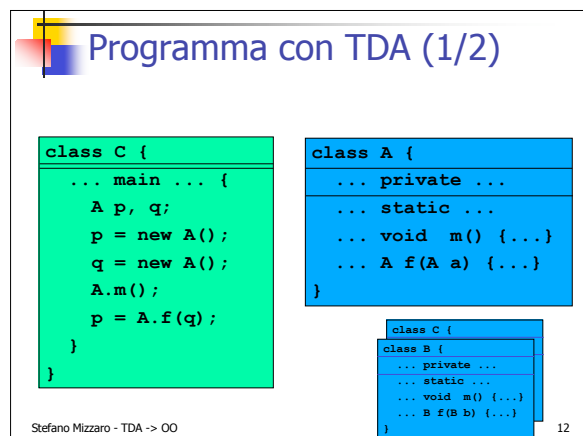 Programma con TDA (1/2)
class C {
... main ... {
A p, q;
p = new A();
q = new A();
A.m();
p = A.f(q);
}
}
class A {
... private ...
... static ...
... void m() {...}
... A f(A a) {...}
}
class C {
class B {
... private ...
... static ...
... void m() {...}
... B f(B b) {...}
}
Stefano Mizzaro - TDA -> OO
12